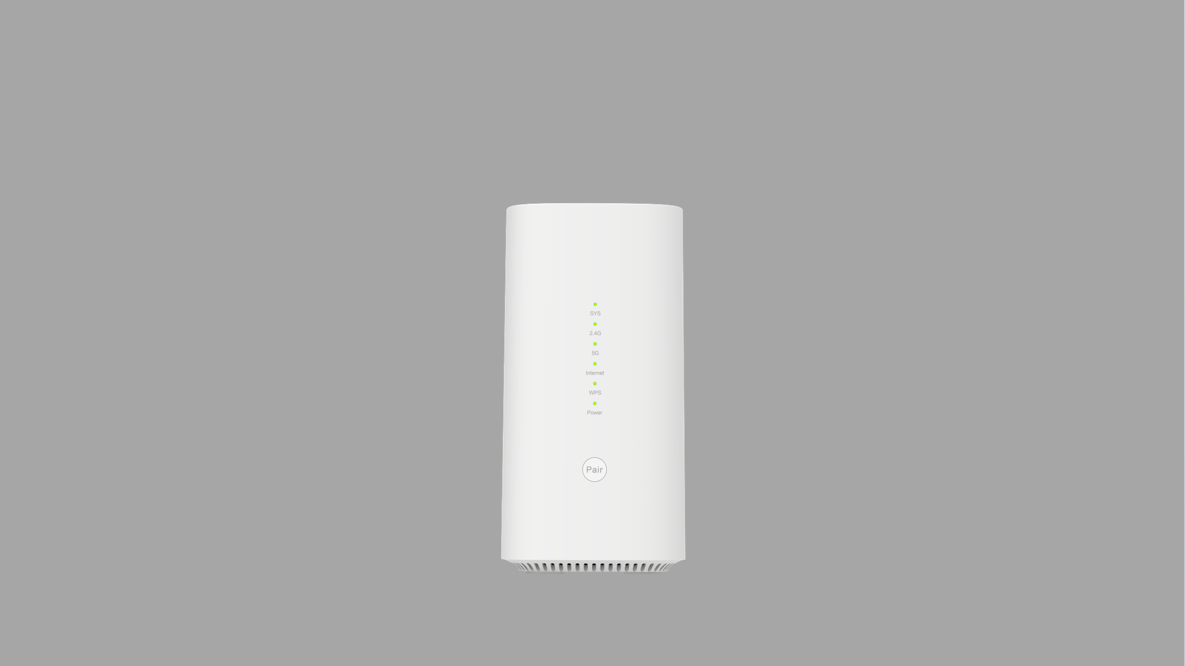 SYS
2.4G
5G
Internet
WPS
Power
Pair